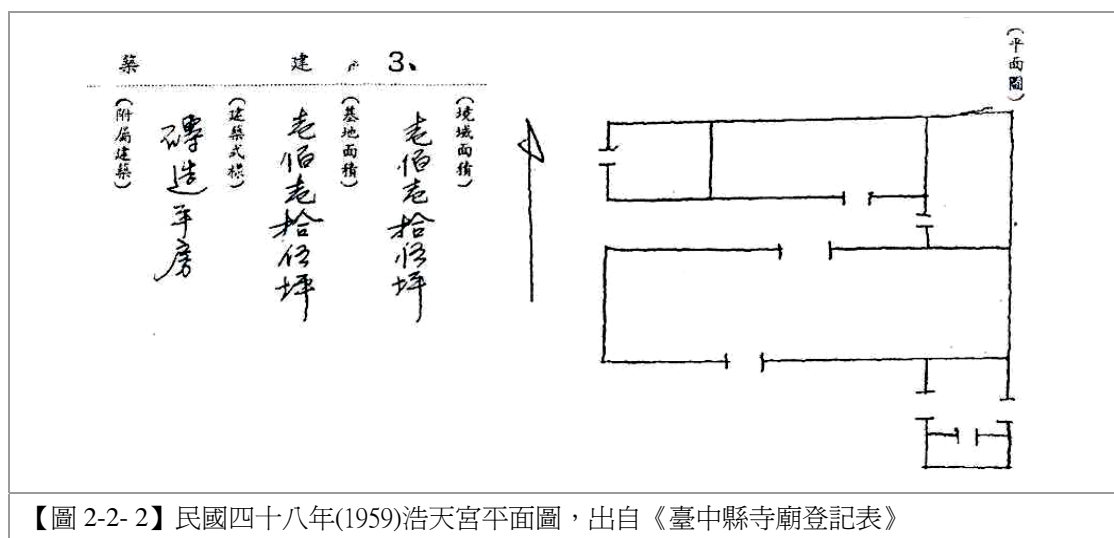 (平面圖)
3、建築
(境域面積)
壱佰壱拾伍坪
(基地面積)
壱佰壱拾伍坪
(建築式樣)
磚造平房
(附属建築)
【圖 2-2- 2】民國四十八年(1959)浩天宮平面圖，出自《臺中縣寺廟登記表》